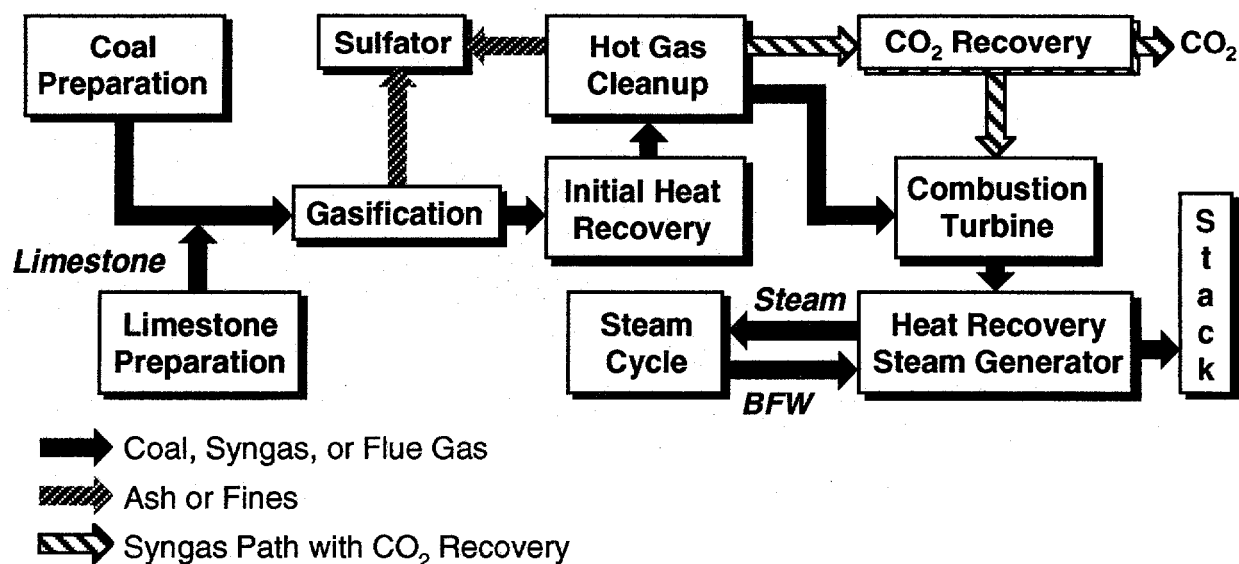 Coal
Preparation
Sulfator
Hot Gas
Cleanup
CO₂ Recovery
CO₂
Gasification
Initial Heat
Recovery
Combustion
Turbine
Stack
Limestone
Limestone
Preparation
Steam
Cycle
Steam
BFW
Heat Recovery
Steam Generator
Coal, Syngas, or Flue Gas
Ash or Fines
Syngas Path with CO₂ Recovery